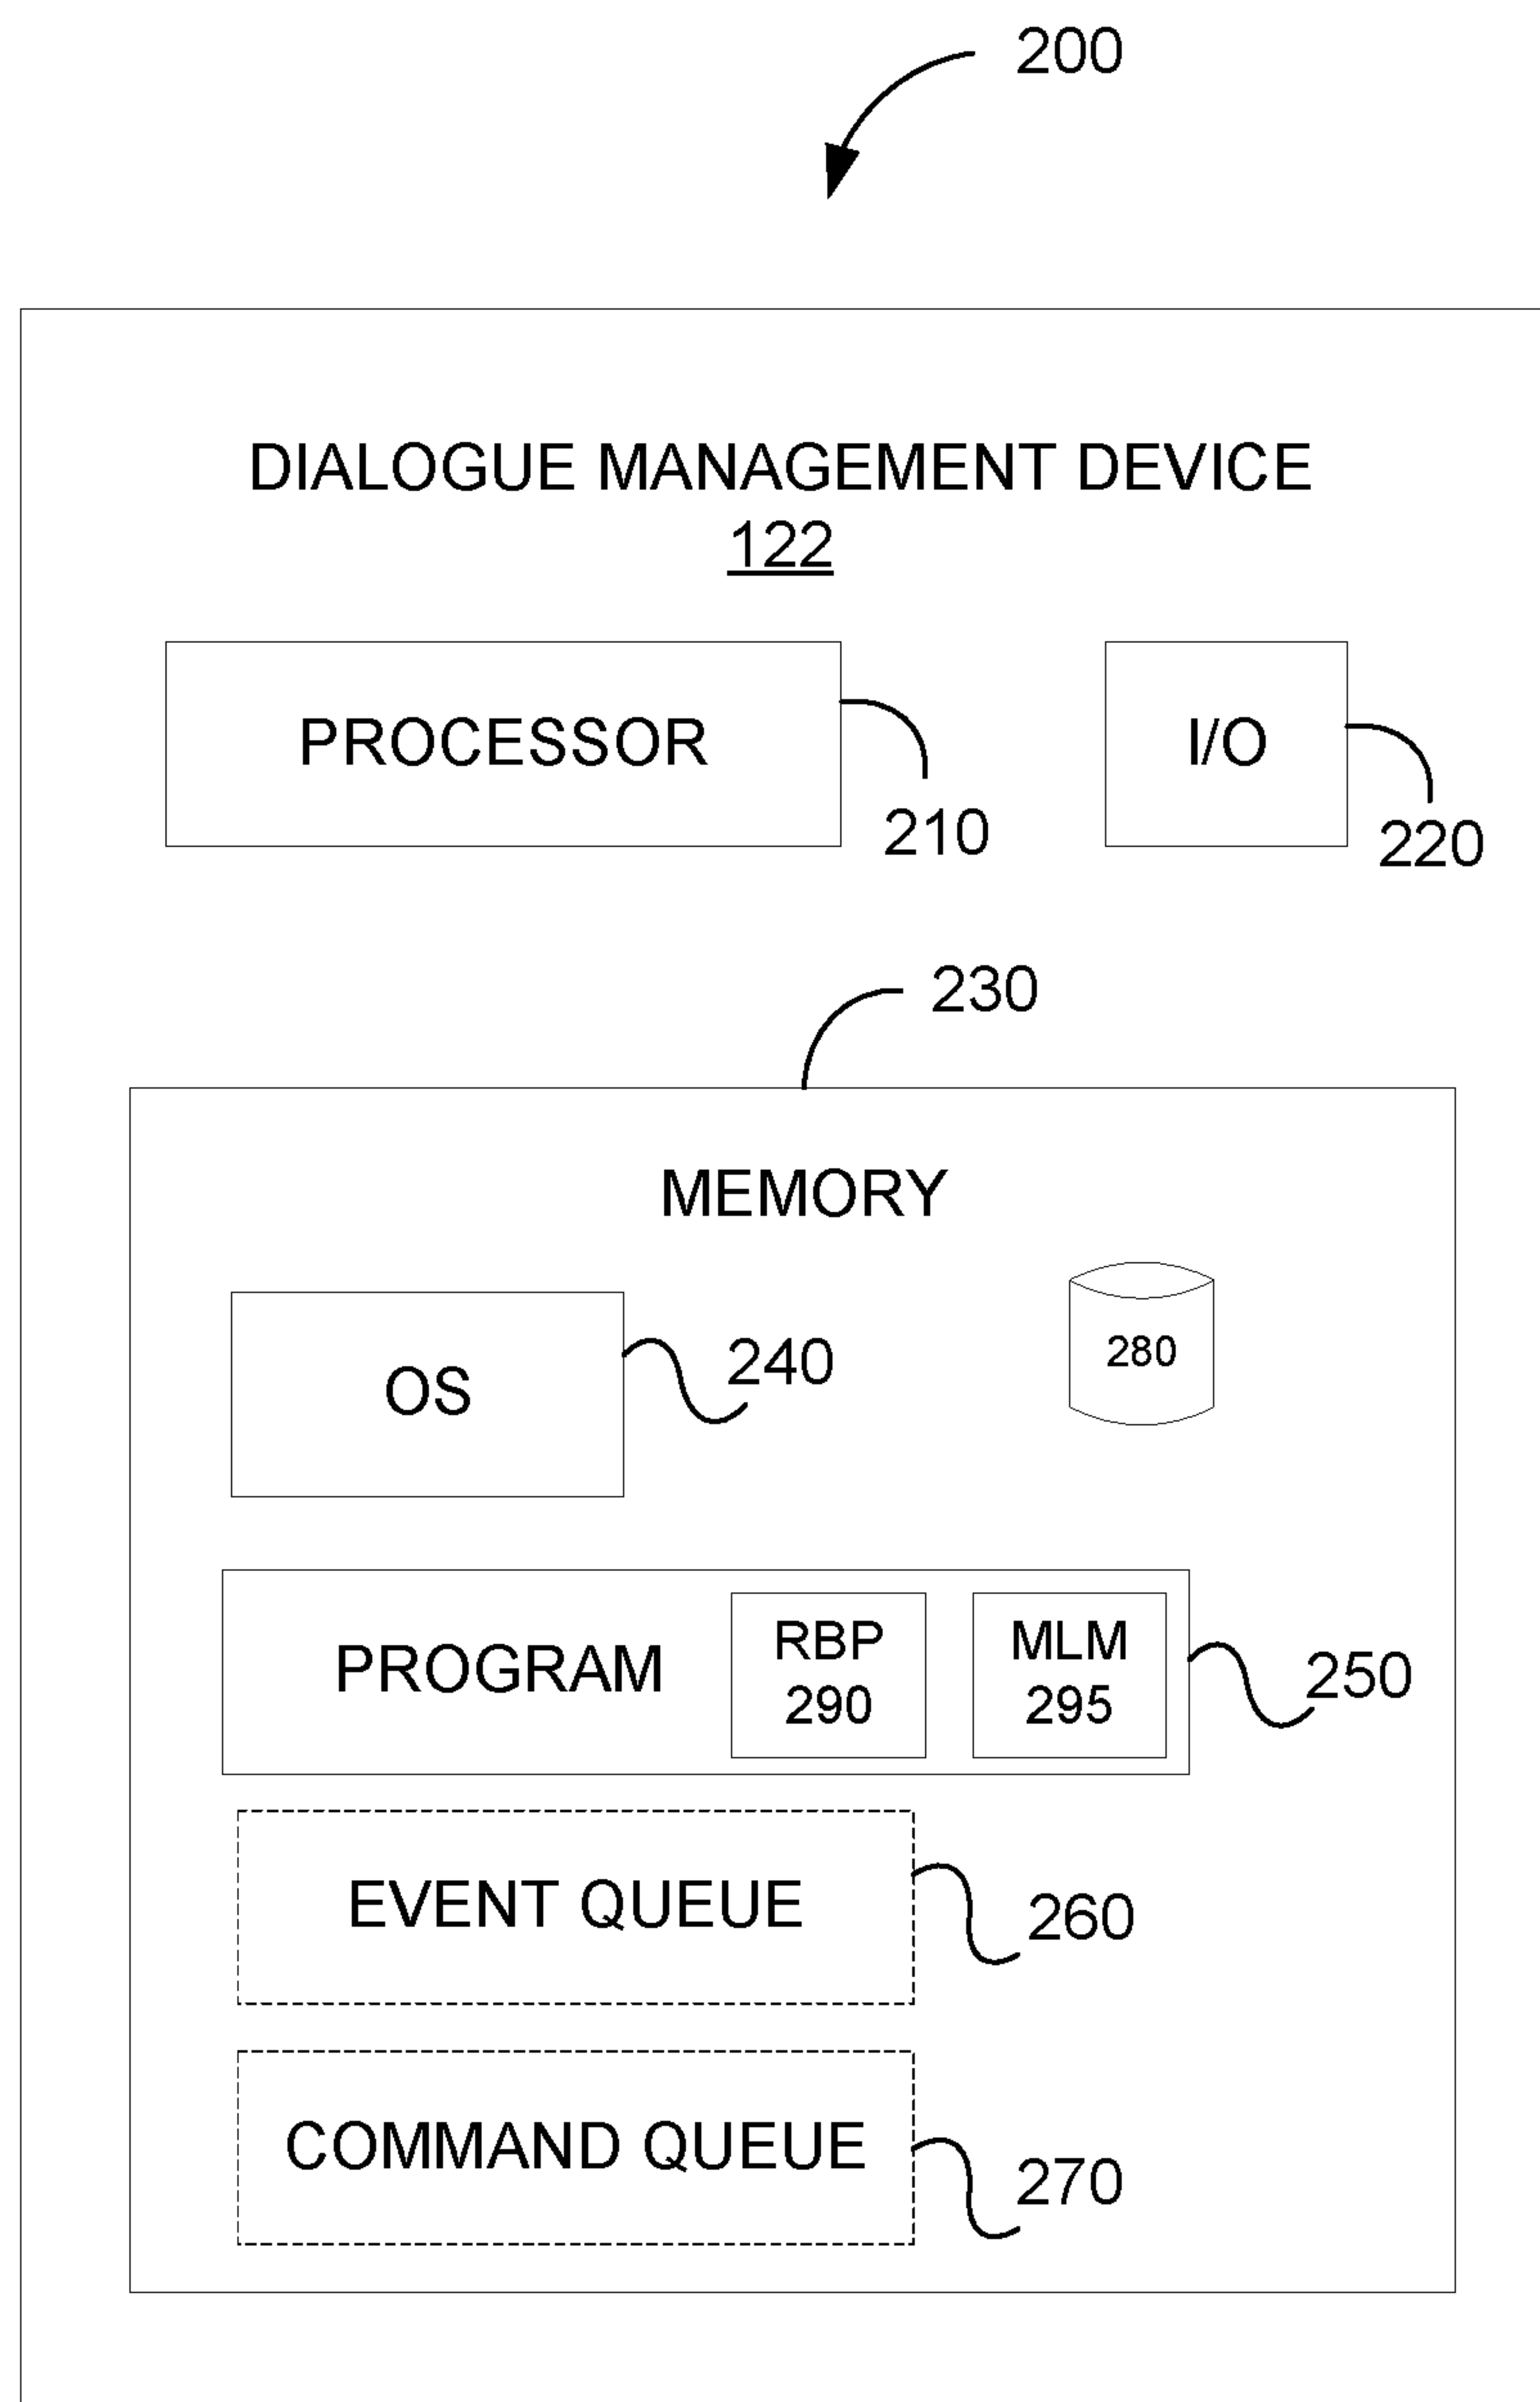 200
DIALOGUE MANAGEMENT DEVICE
122
PROCESSOR
210
I/O
220
230
MEMORY
OS
240
280
PROGRAM
RBP
290
MLM
295
250
EVENT QUEUE
260
COMMAND QUEUE
270